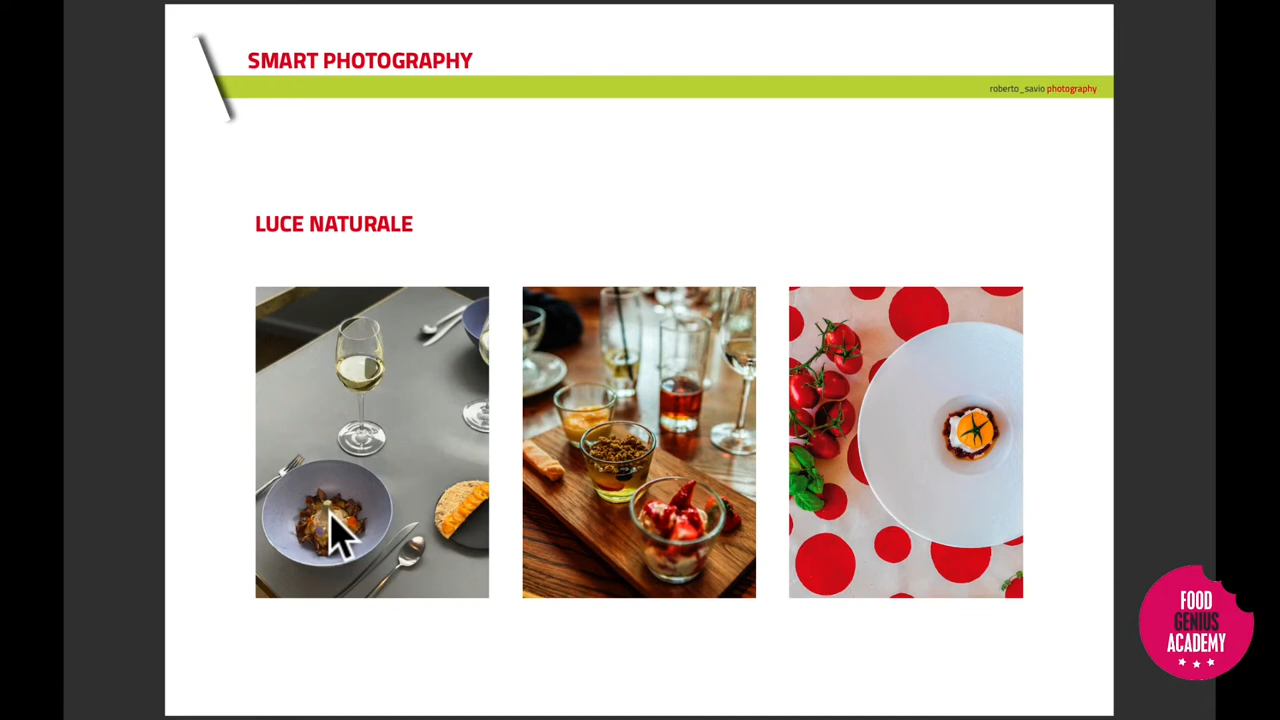 SMART PHOTOGRAPHY
roberto_savio photography
LUCE NATURALE
FOOD
GENIUS
ACADEMY